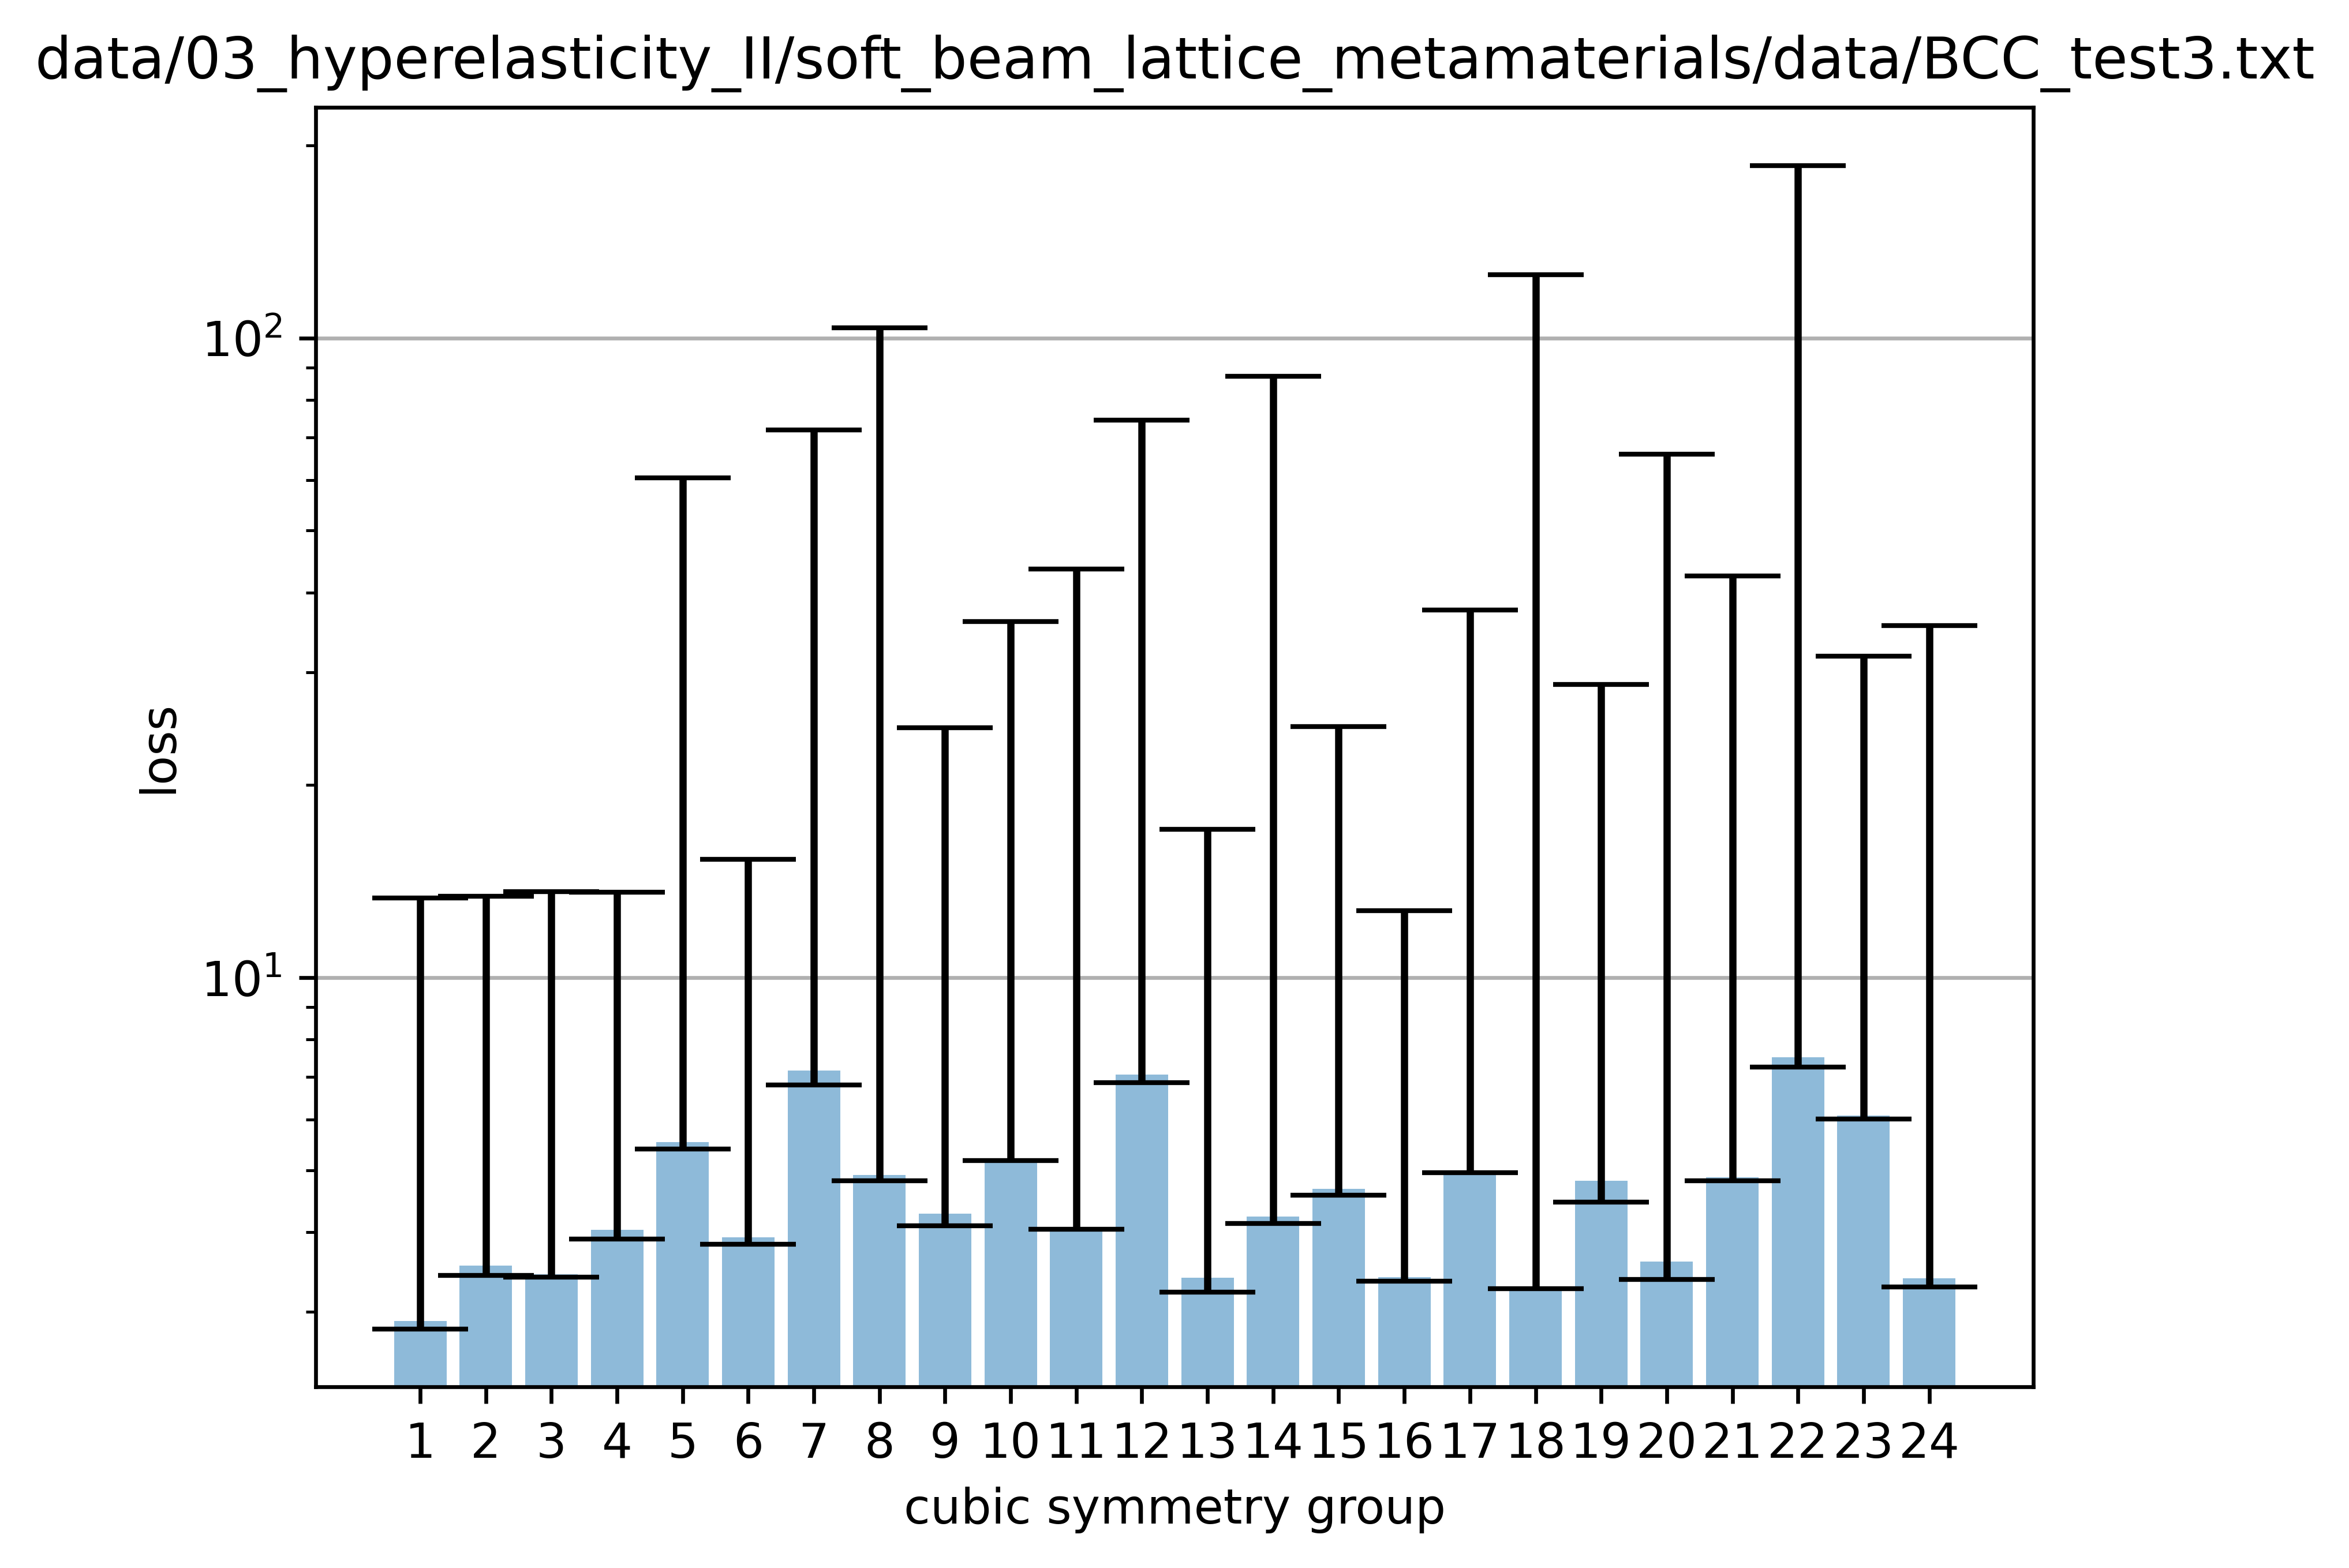 data/03_hyperelasticity_II/soft_beam_lattice_metamaterials/data/BCC_test3.txt
10²
10¹
loss
1 2 3 4 5 6 7 8 9 10 11 12 13 14 15 16 17 18 19 20 21 22 23 24
cubic symmetry group